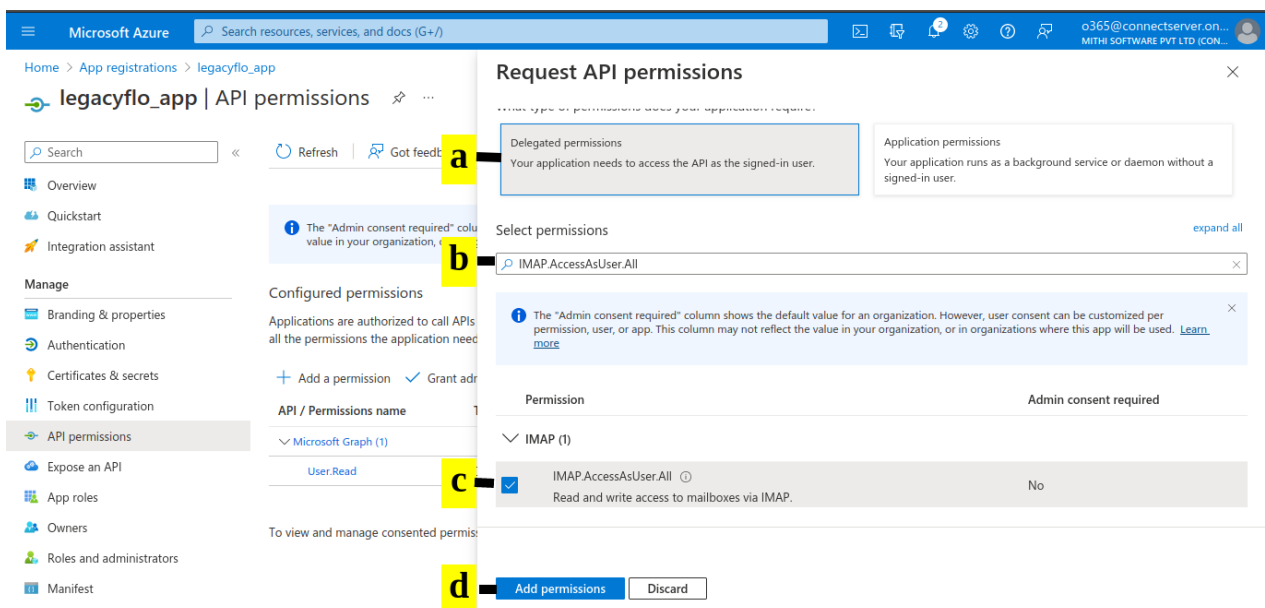 Microsoft Azure
Search resources, services, and docs (G+/)
2
o365@connectserver.on...
MITHI SOFTWARE PVT LTD (CON...
Home > App registrations > legacyflo_app
legacyflo_app | API permissions
Search
«
Overview
Quickstart
Integration assistant
Manage
Branding & properties
Authentication
Certificates & secrets
Token configuration
API permissions
Expose an API
App roles
Owners
Roles and administrators
Manifest
Refresh
Got feedb
The "Admin consent required" colu
value in your organization,
Configured permissions
Applications are authorized to call APIs
all the permissions the application need
Add a permission
Grant adr
API / Permissions name
Microsoft Graph (1)
User.Read
To view and manage consented permis
Request API permissions
What type of permissions does your application require?
a
Delegated permissions
Your application needs to access the API as the signed-in user.
Application permissions
Your application runs as a background service or daemon without a
signed-in user.
Select permissions
expand all
b
IMAP.AccessAsUser.All
The "Admin consent required" column shows the default value for an organization. However, user consent can be customized per
permission, user, or app. This column may not reflect the value in your organization, or in organizations where this app will be used. Learn
more
Permission
Admin consent required
IMAP (1)
c
IMAP.AccessAsUser.All
Read and write access to mailboxes via IMAP.
No
d
Add permissions
Discard